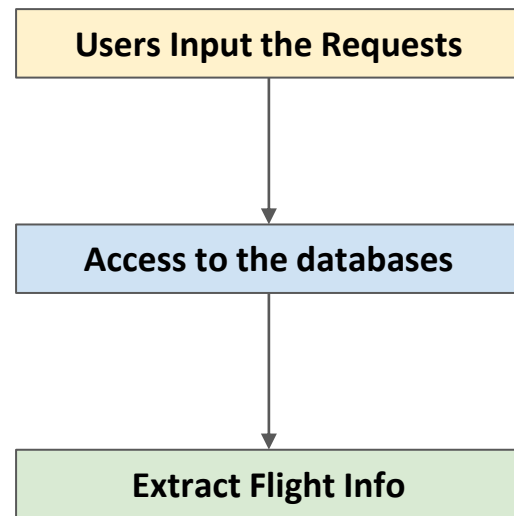 Users Input the Requests
Access to the databases
Extract Flight Info